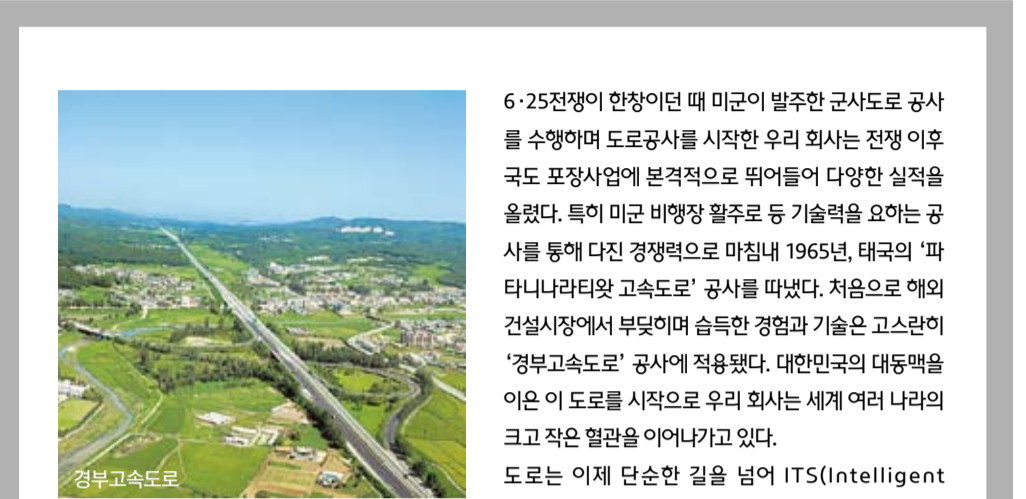 6·25전쟁이 한창이던 때 미군이 발주한 군사도로 공사
를 수행하며 도로공사를 시작한 우리 회사는 전쟁 이후
국도 포장사업에 본격적으로 뛰어들어 다양한 실적을
올렸다. 특히 미군 비행장 활주로 등 기술력을 요하는 공
사를 통해 다진 경쟁력으로 마침내 1965년, 태국의 ‘파
타니나라티왓 고속도로’ 공사를 따냈다. 처음으로 해외
건설시장에서 부딪히며 습득한 경험과 기술은 고스란히
‘경부고속도로’ 공사에 적용됐다. 대한민국의 대동맥을
이은 이 도로를 시작으로 우리 회사는 세계 여러 나라의
크고 작은 혈관을 이어나가고 있다.
도로는 이제 단순한 길을 넘어 ITS(Intelligent
경부고속도로